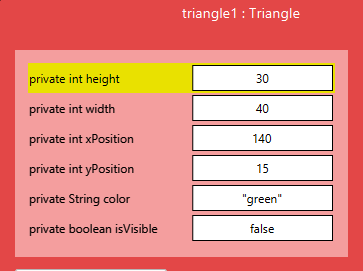 triangle1 : Triangle
private int height 30
private int width 40
private int xPosition 140
private int yPosition 15
private String color "green"
private boolean isVisible false